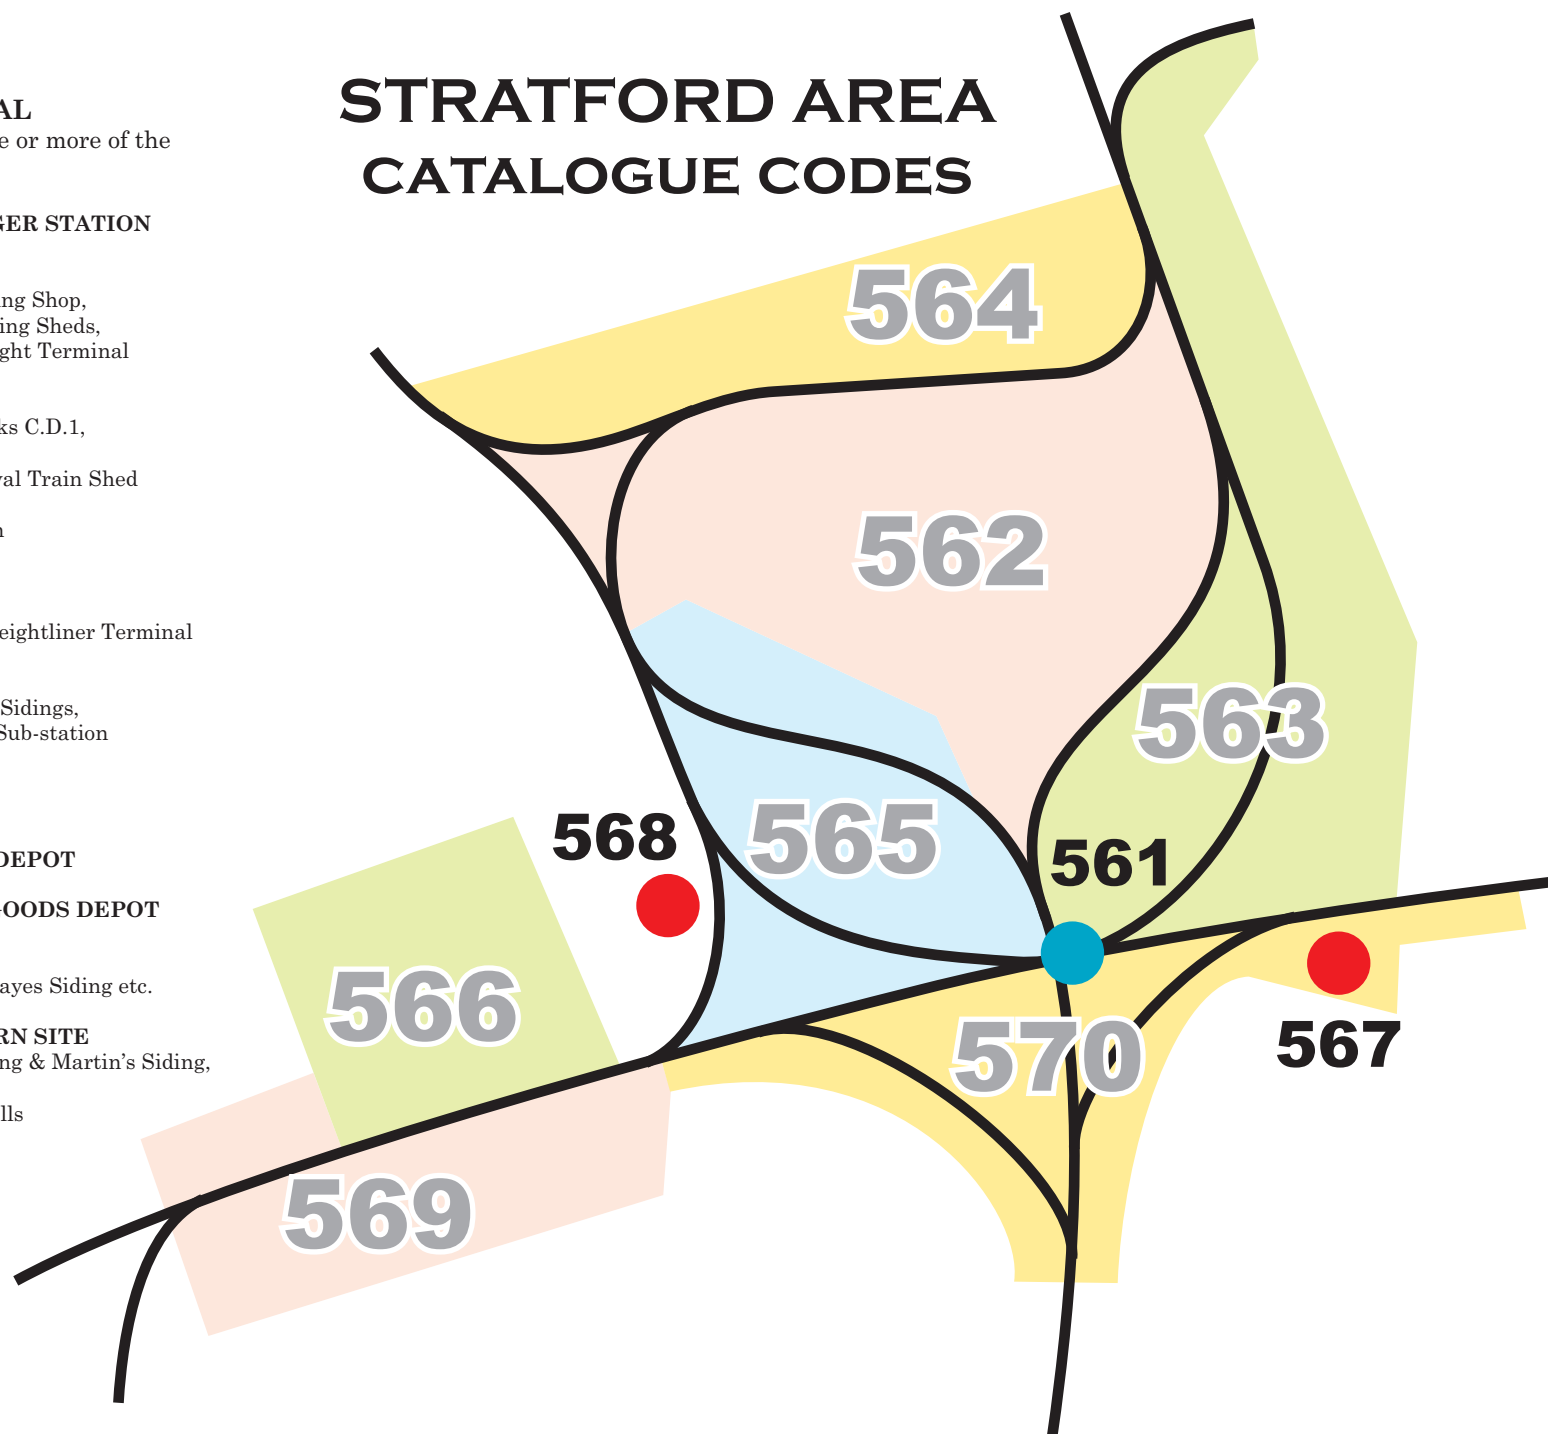 STRATFORD AREA
CATALOGUE CODES
AL
e or more of the
GER STATION
ing Shop,
ing Sheds,
ght Terminal
ks C.D.1,
val Train Shed
n
eightliner Terminal
Sidings,
Sub-station
DEPOT
GOODS DEPOT
ayes Siding etc.
RN SITE
ng & Martin's Siding,
lls
564
562
563
565
568
561
566
570
567
569